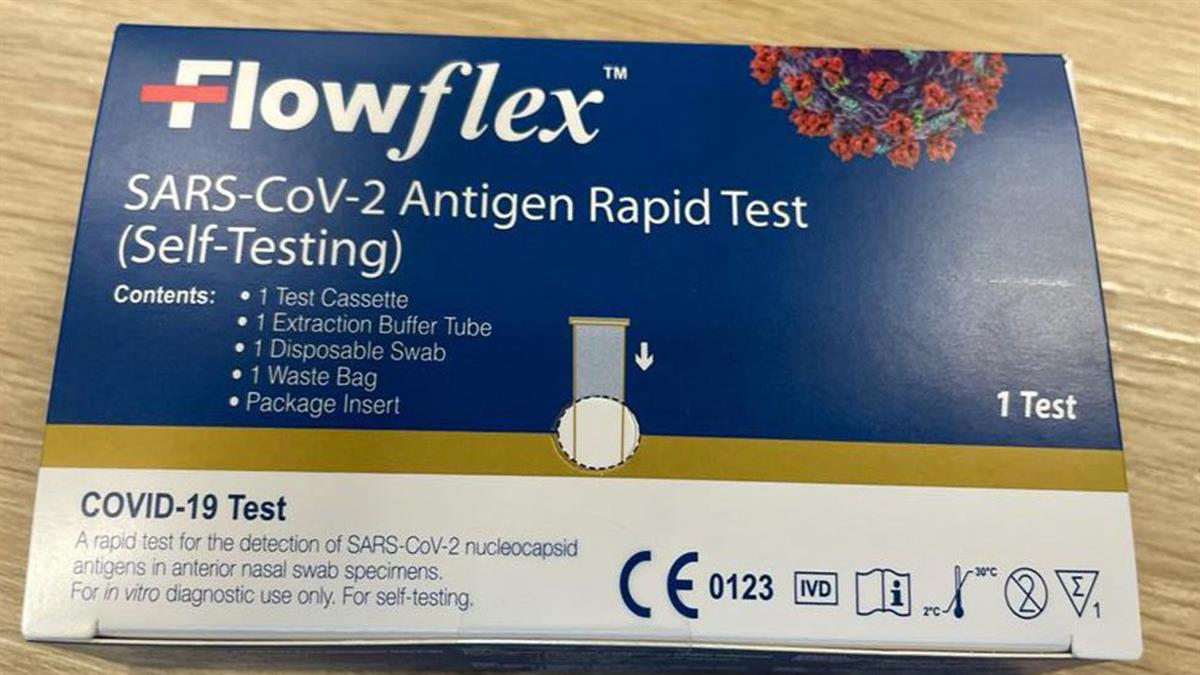 Flowflex™
SARS-CoV-2 Antigen Rapid Test
(Self-Testing)
Contents: • 1 Test Cassette
• 1 Extraction Buffer Tube
• 1 Disposable Swab
• 1 Waste Bag
• Package Insert
1 Test
COVID-19 Test
A rapid test for the detection of SARS-CoV-2 nucleocapsid
antigens in anterior nasal swab specimens.
For in vitro diagnostic use only. For self-testing.
CE 0123 IVD i 2°C 30°C 2 Σ 1